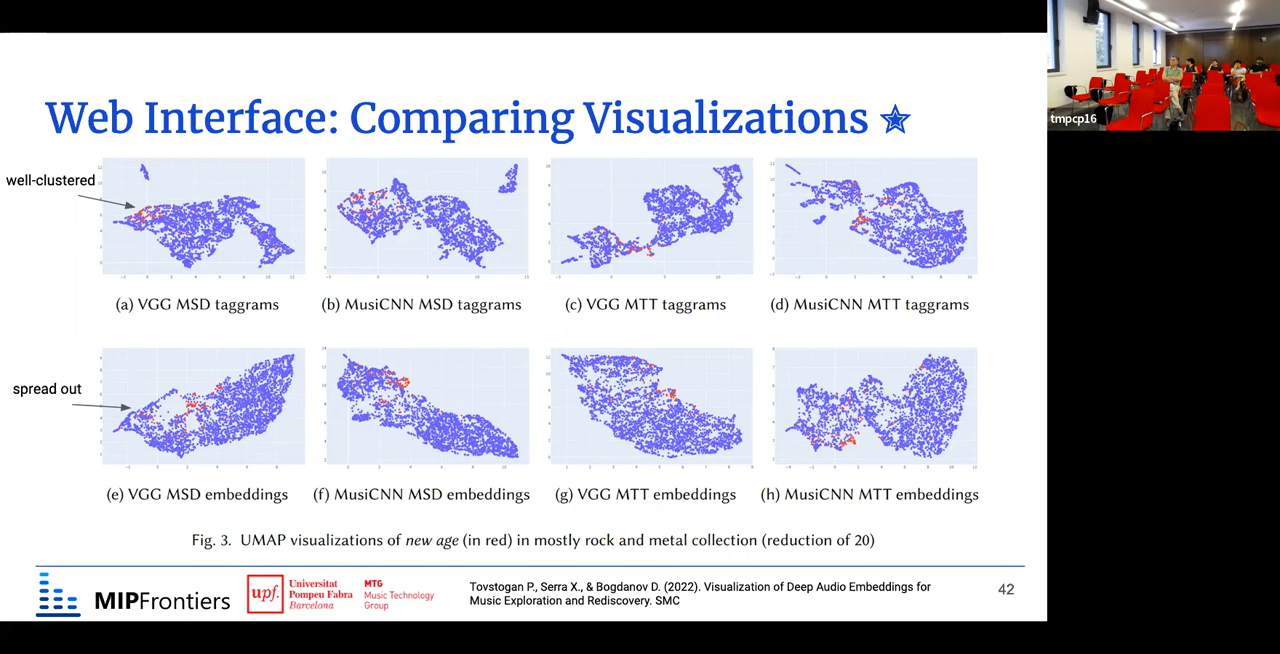 Web Interface: Comparing Visualizations
tmpcp16
well-clustered
(a) VGG MSD taggrams
(b) MusiCNN MSD taggrams
(c) VGG MTT taggrams
(d) MusiCNN MTT taggrams
spread out
(e) VGG MSD embeddings
(f) MusiCNN MSD embeddings
(g) VGG MTT embeddings
(h) MusiCNN MTT embeddings
Fig. 3. UMAP visualizations of new age (in red) in mostly rock and metal collection (reduction of 20)
MIPFrontiers
upf.
Universitat
Pompeu Fabra
Barcelona
MTG
Music Technology
Group
Tovstogan P., Serra X., & Bogdanov D. (2022). Visualization of Deep Audio Embeddings for
Music Exploration and Rediscovery. SMC
42